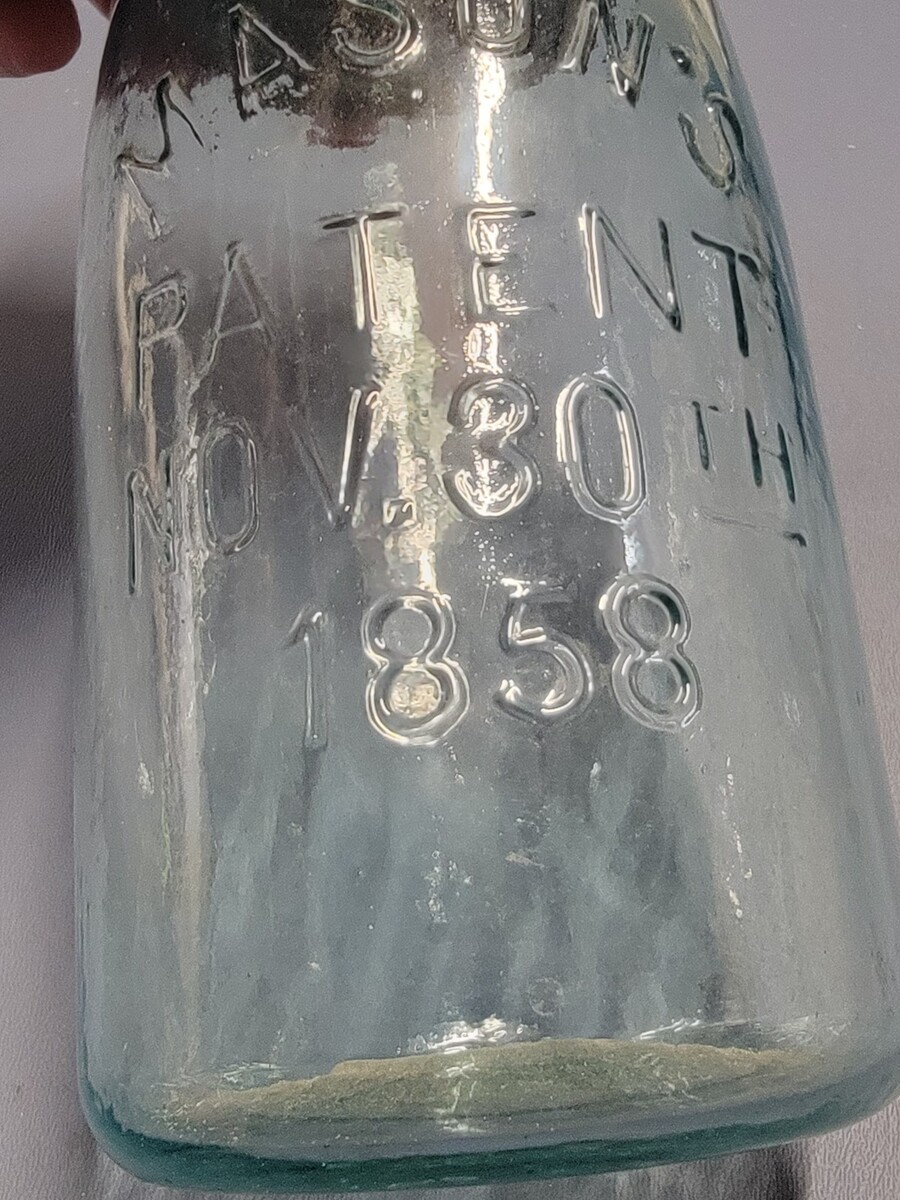 MASON'S
PATENT
NOV. 30TH
1858